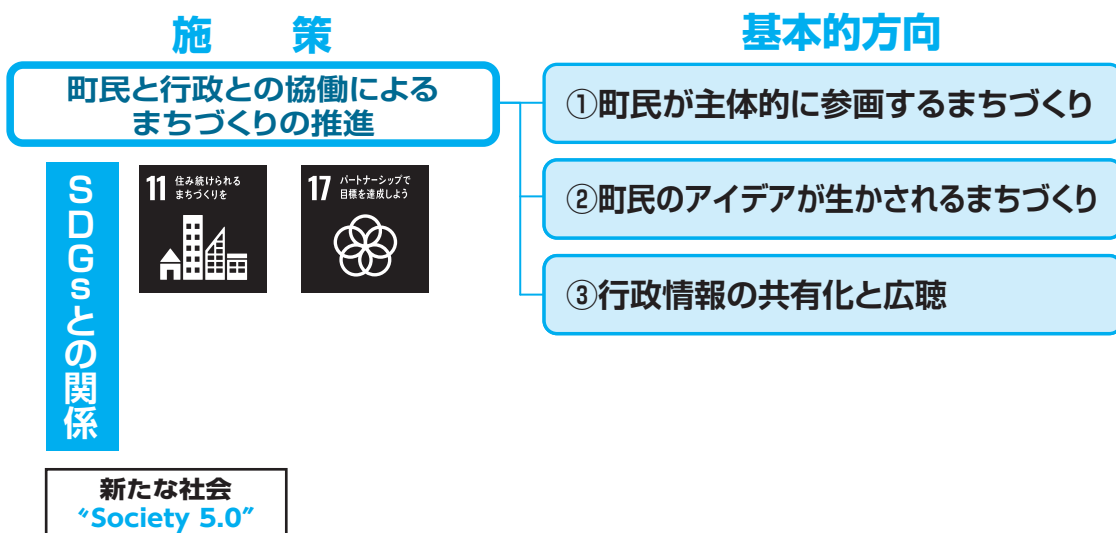 施 策
基本的方向
町民と行政との協働による
まちづくりの推進
①町民が主体的に参画するまちづくり
②町民のアイデアが生かされるまちづくり
③行政情報の共有化と広聴
SDGsとの関係
11 住み続けられる
まちづくりを
17 パートナーシップで
目標を達成しよう
新たな社会
“Society 5.0”